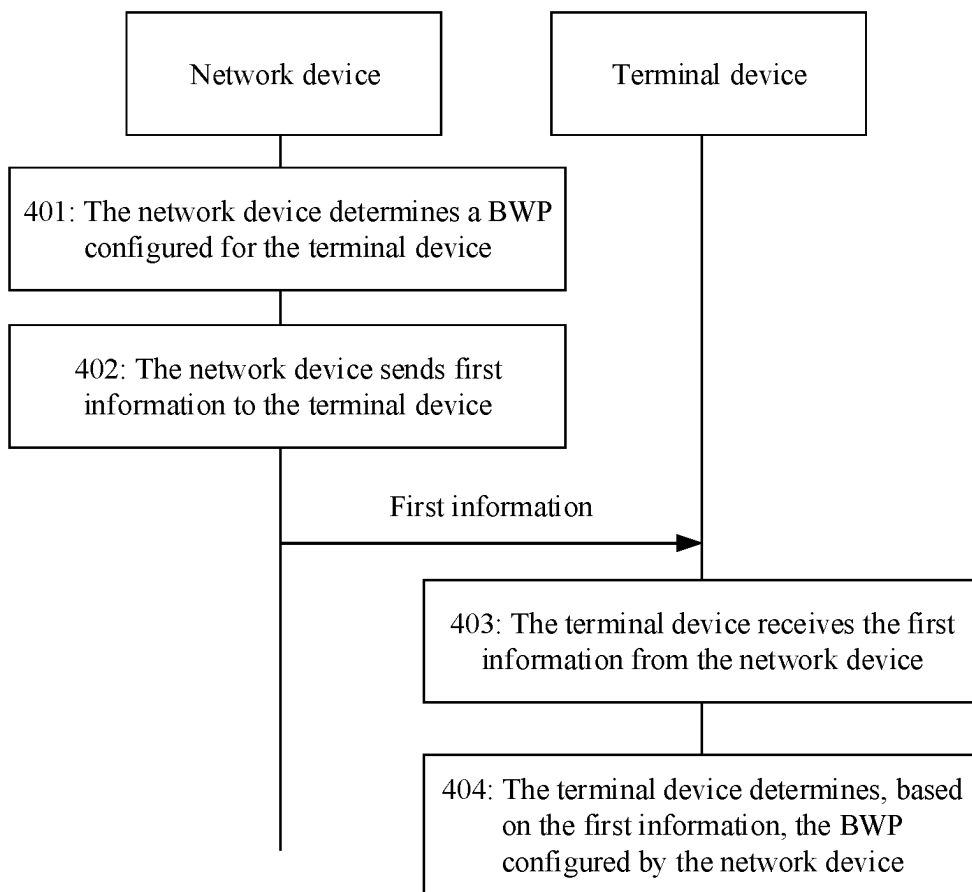 Network device
Terminal device
401: The network device determines a BWP
configured for the terminal device
402: The network device sends first
information to the terminal device
First information
403: The terminal device receives the first
information from the network device
404: The terminal device determines, based
on the first information, the BWP
configured by the network device